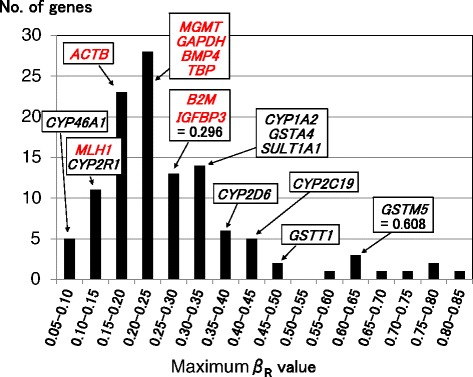 No. of genes
30
25
20
15
10
5
0
ACTB
MGMT
GAPDH
BMP4
TBP
CYP46A1
MLH1
CYP2R1
B2M
IGFBP3
= 0.296
CYP1A2
GSTA4
SULT1A1
CYP2D6
CYP2C19
GSTT1
GSTM5
= 0.608
0.05–0.10
0.10–0.15
0.15–0.20
0.20–0.25
0.25–0.30
0.30–0.35
0.35–0.40
0.40–0.45
0.45–0.50
0.50–0.55
0.55–0.60
0.60–0.65
0.65–0.70
0.70–0.75
0.75–0.80
0.80–0.85
Maximum βR value